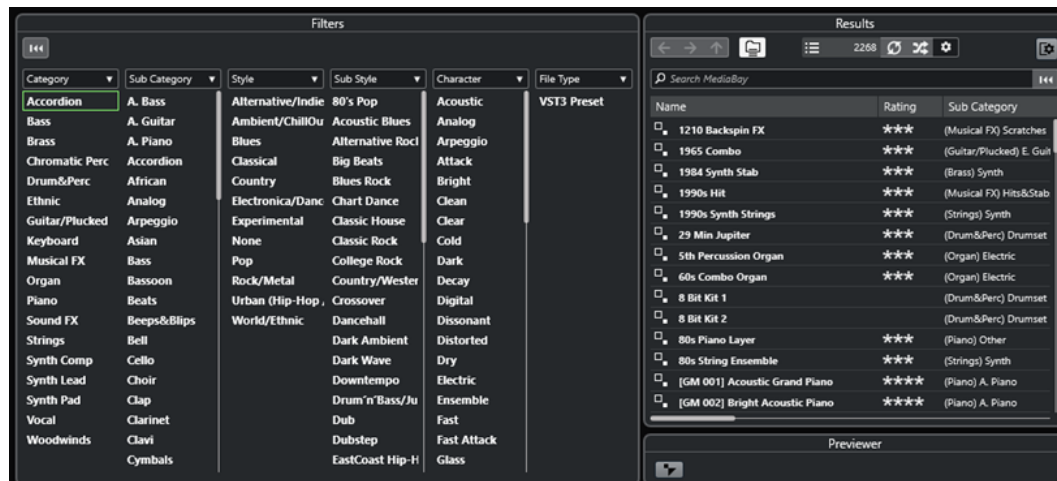 Filters
Category
Sub Category
Style
Sub Style
Character
File Type
Accordion
A. Bass
Alternative/Indie
80's Pop
Acoustic
VST3 Preset
Bass
A. Guitar
Ambient/ChillOu
Acoustic Blues
Analog
Brass
A. Piano
Blues
Alternative Rocl
Arpeggio
Chromatic Perc
Accordion
Classical
Big Beats
Attack
Drum&Perc
African
Country
Blues Rock
Bright
Ethnic
Analog
Electronica/Danc
Chart Dance
Clean
Guitar/Plucked
Arpeggio
Experimental
Classic House
Clear
Keyboard
Asian
None
Classic Rock
Cold
Musical FX
Bass
Pop
College Rock
Dark
Organ
Bassoon
Rock/Metal
Country/Wester
Decay
Piano
Beats
Urban (Hip-Hop ,
Crossover
Digital
Sound FX
Beeps&Blips
World/Ethnic
Dancehall
Dissonant
Strings
Bell
Dark Ambient
Distorted
Synth Comp
Cello
Dark Wave
Dry
Synth Lead
Choir
Downtempo
Electric
Synth Pad
Clap
Drum´n´Bass/Ju
Ensemble
Vocal
Clarinet
Dub
Fast
Woodwinds
Clavi
Dubstep
Fast Attack
Cymbals
EastCoast Hip-H
Glass
Results
2268
Search MediaBay
Name
Rating
Sub Category
1210 Backspin FX
***
(Musical FX) Scratches
1965 Combo
***
(Guitar/Plucked) E. Guit
1984 Synth Stab
***
(Brass) Synth
1990s Hit
***
(Musical FX) Hits&Stab
1990s Synth Strings
***
(Strings) Synth
29 Min Jupiter
***
(Drum&Perc) Drumset
5th Percussion Organ
***
(Organ) Electric
60s Combo Organ
***
(Organ) Electric
8 Bit Kit 1
(Drum&Perc) Drumset
8 Bit Kit 2
(Drum&Perc) Drumset
80s Piano Layer
***
(Piano) Other
80s String Ensemble
***
(Strings) Synth
[GM 001] Acoustic Grand Piano
****
(Piano) A. Piano
[GM 002] Bright Acoustic Piano
****
(Piano) A. Piano
Previewer